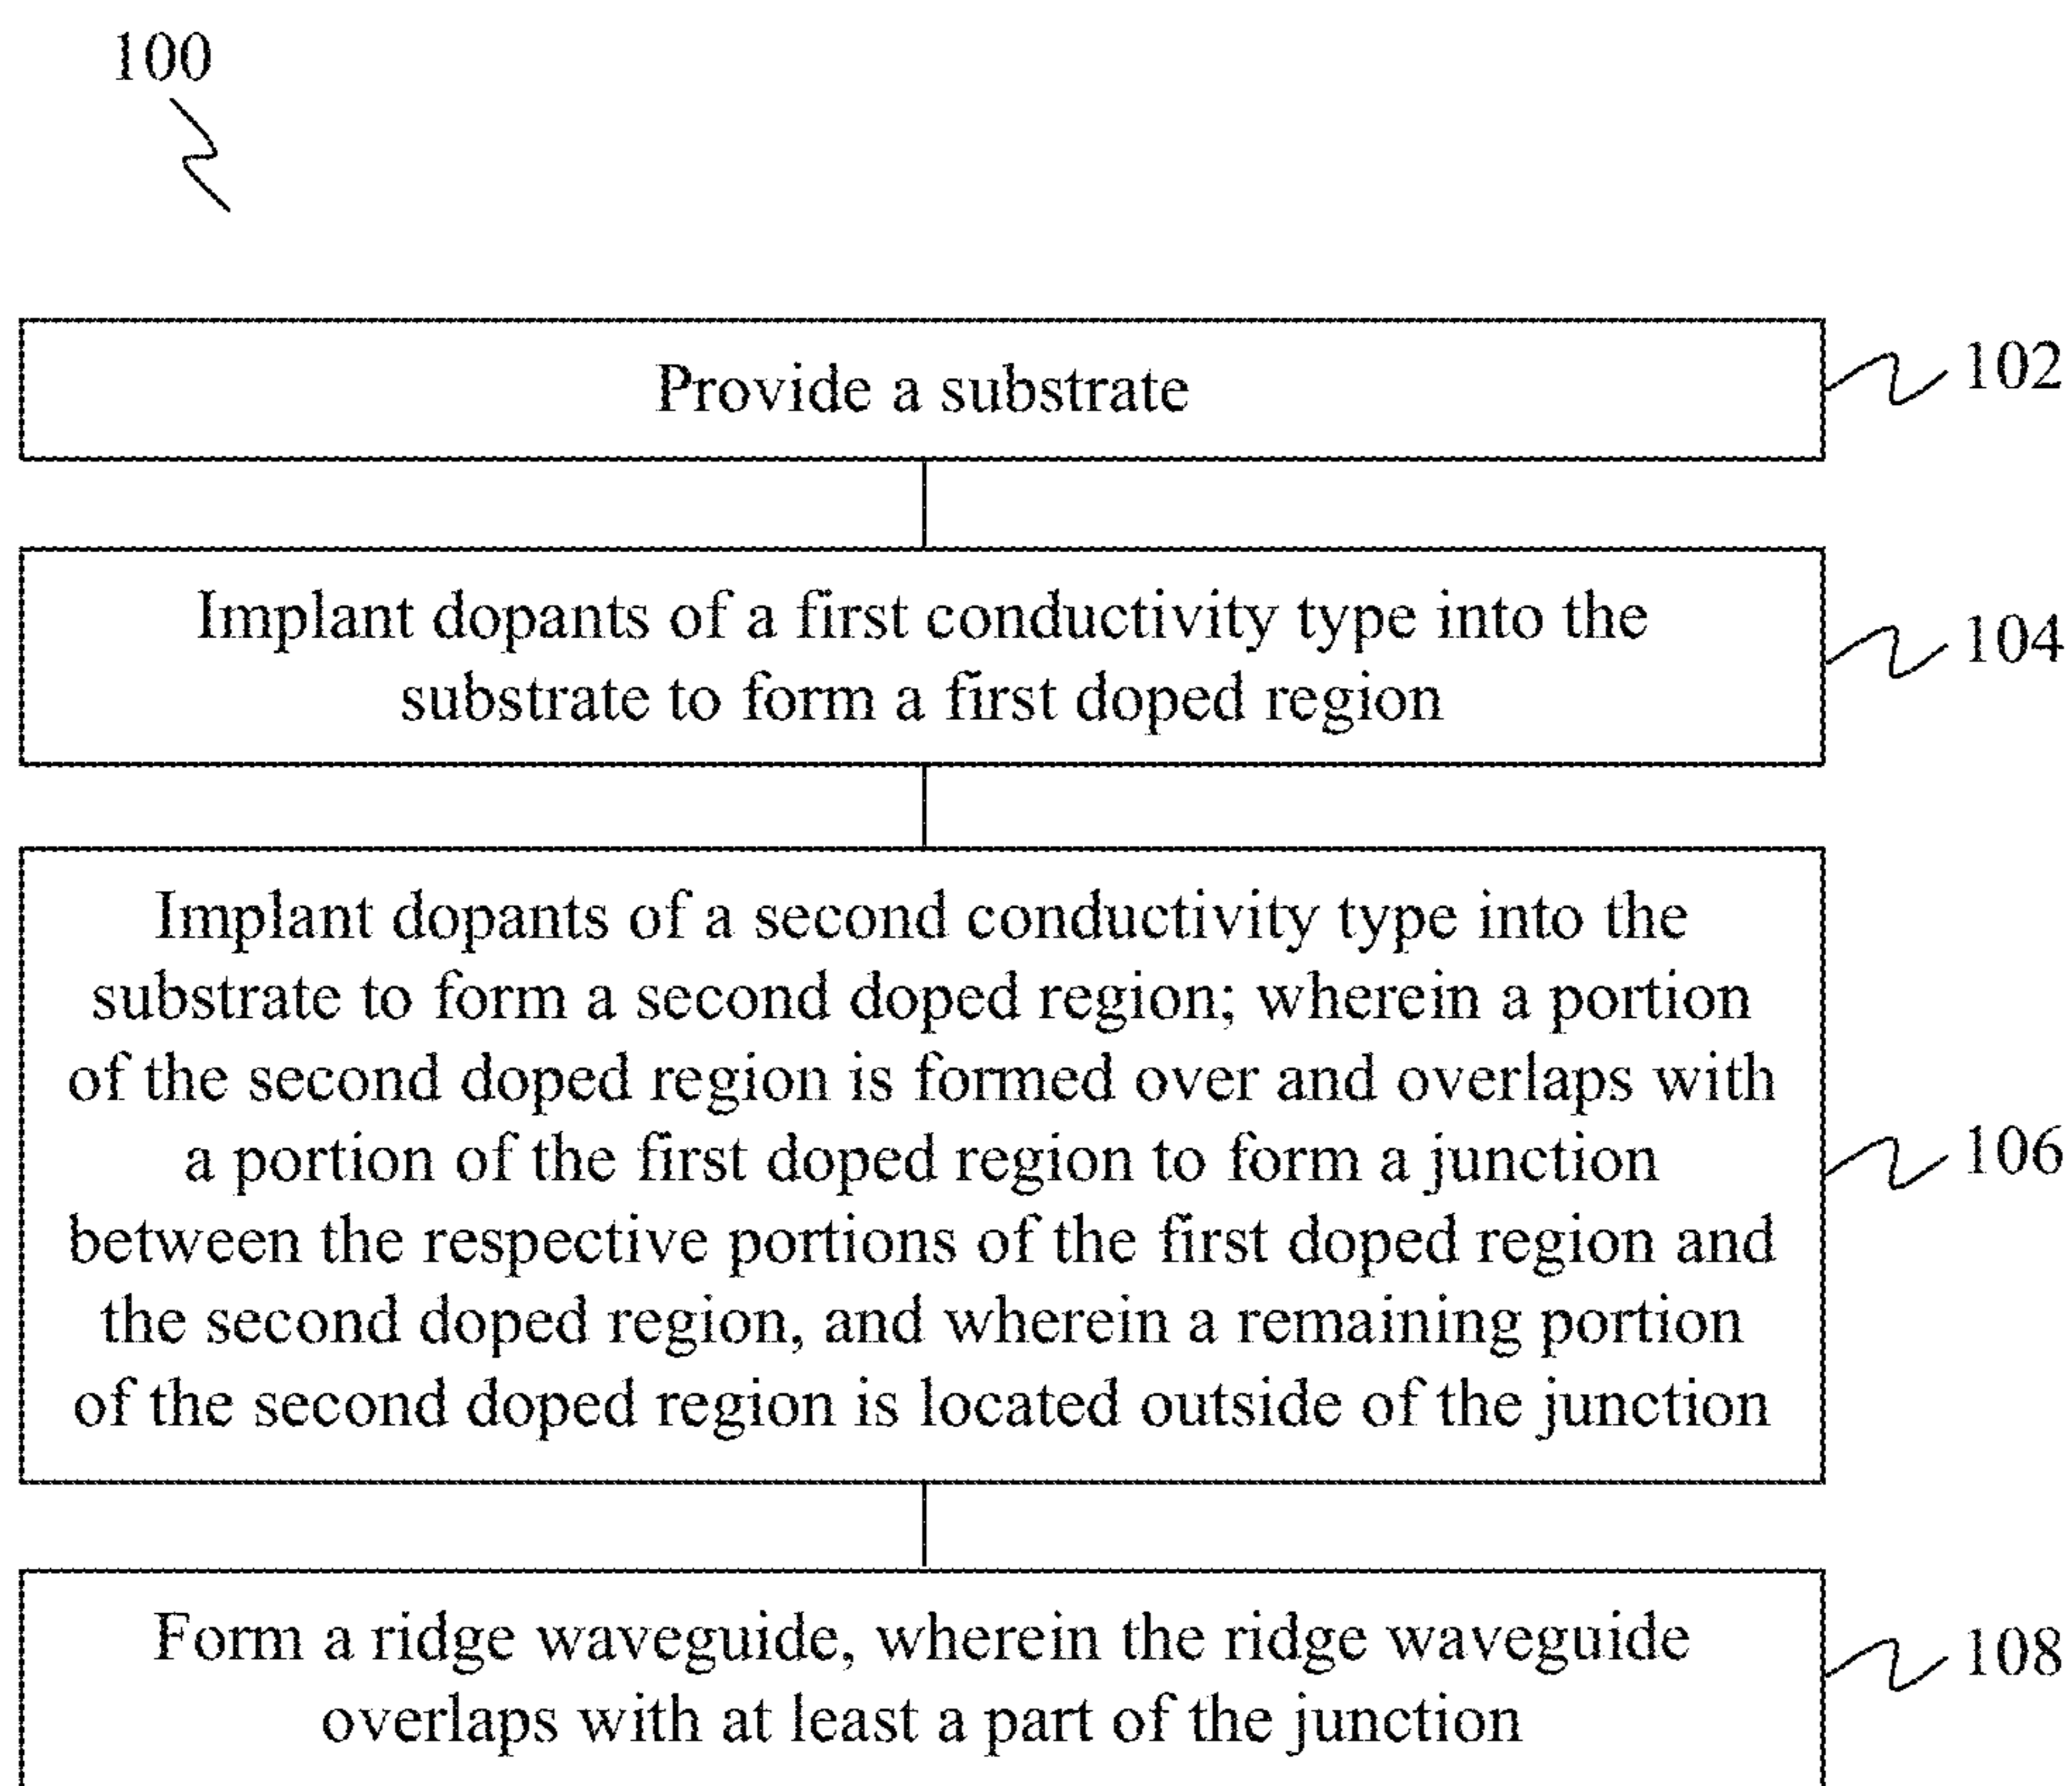 100
Provide a substrate
102
Implant dopants of a first conductivity type into the
substrate to form a first doped region
104
Implant dopants of a second conductivity type into the
substrate to form a second doped region; wherein a portion
of the second doped region is formed over and overlaps with
a portion of the first doped region to form a junction
between the respective portions of the first doped region and
the second doped region, and wherein a remaining portion
of the second doped region is located outside of the junction
106
Form a ridge waveguide, wherein the ridge waveguide
overlaps with at least a part of the junction
108